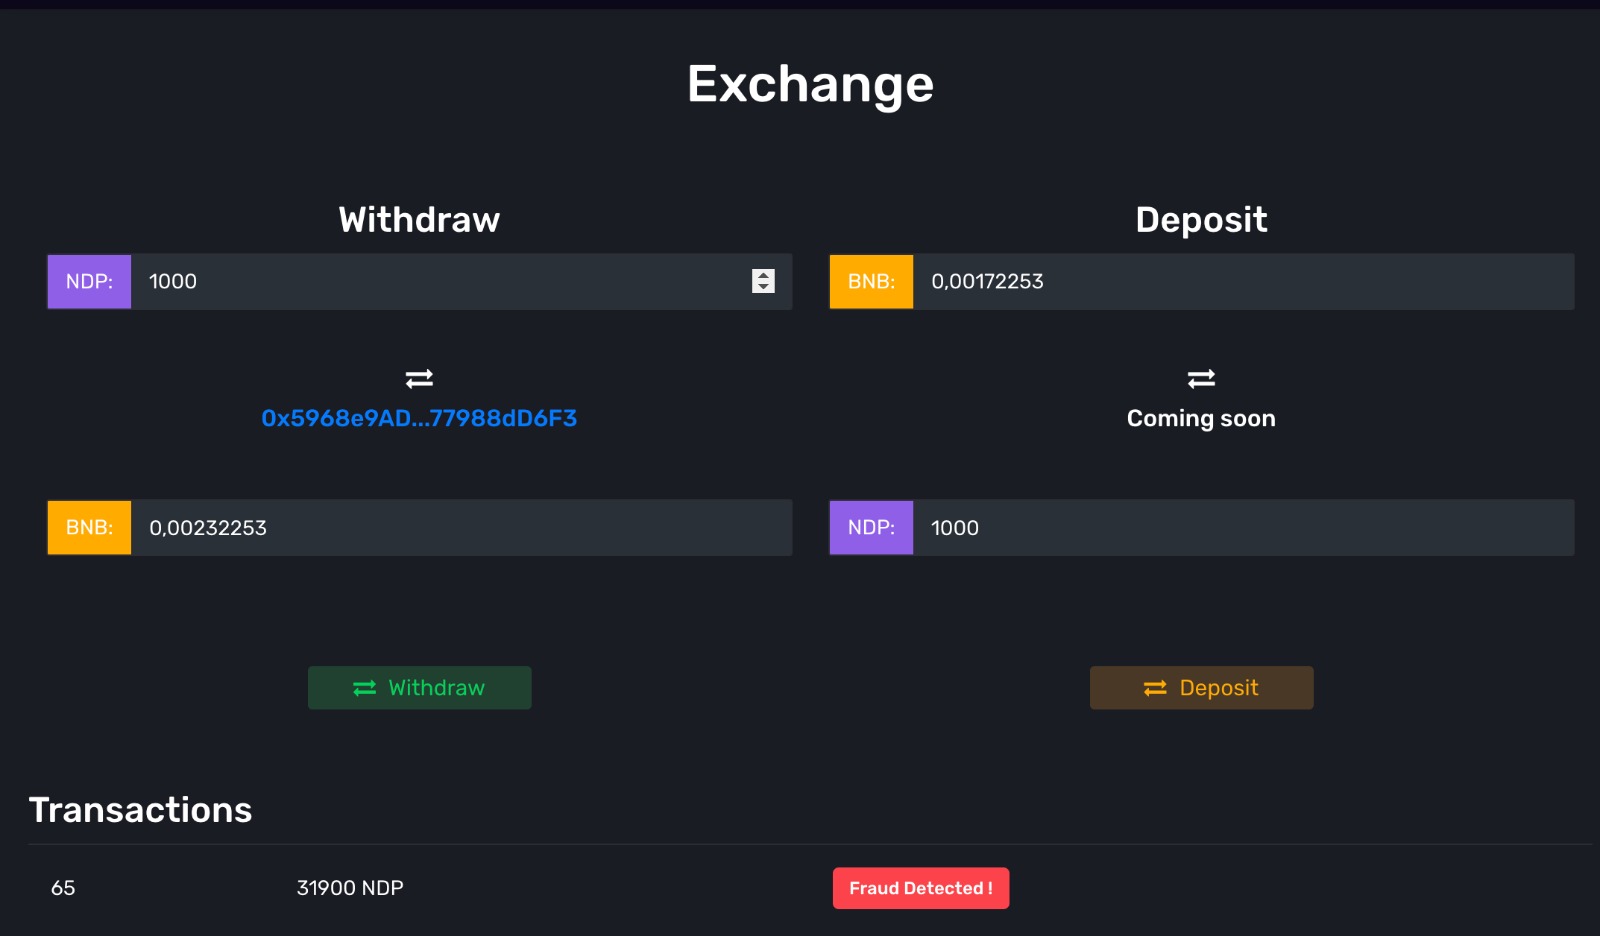 Exchange
Withdraw
NDP: 1000
0x5968e9AD...77988dD6F3
BNB: 0,00232253
Withdraw
Deposit
BNB: 0,00172253
Coming soon
NDP: 1000
Deposit
Transactions
65 31900 NDP Fraud Detected !